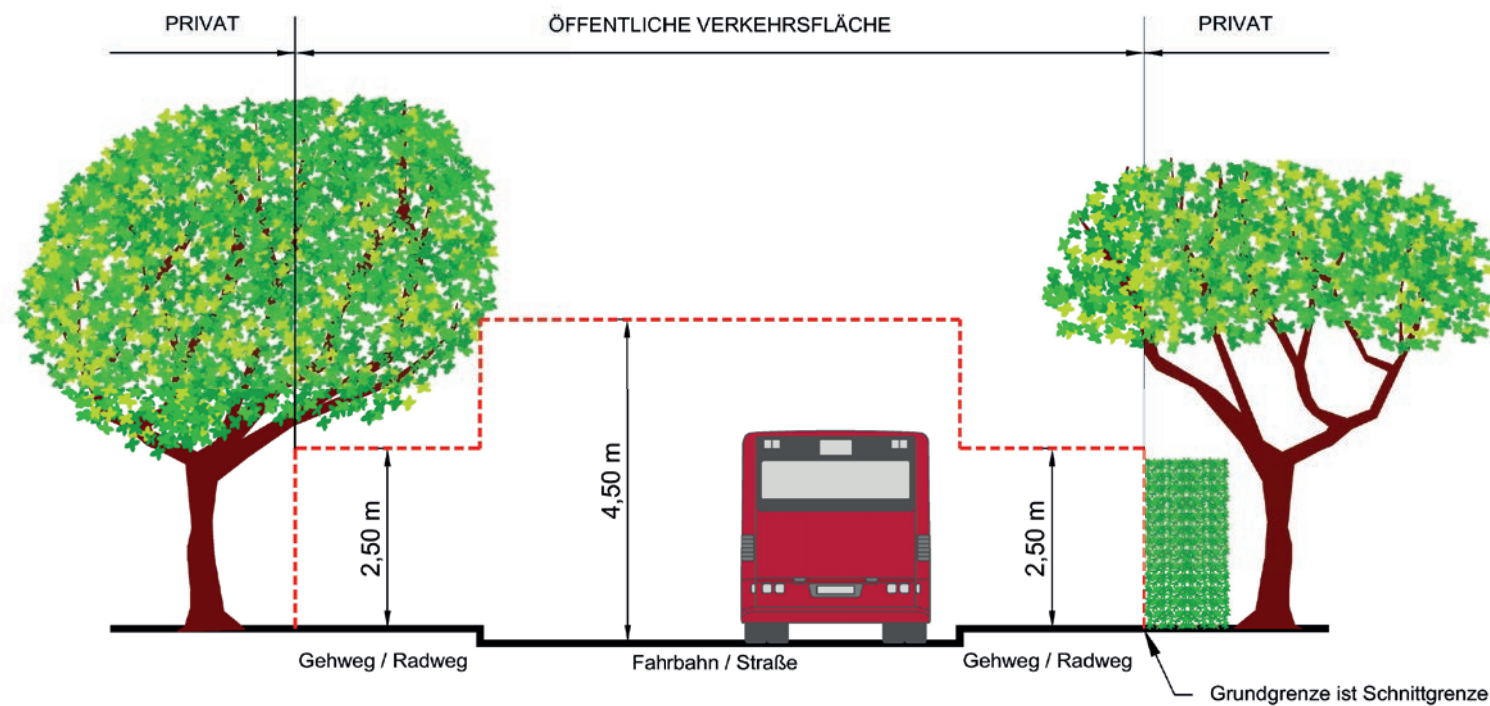 PRIVAT
ÖFFENTLICHE VERKEHRSFLÄCHE
PRIVAT
2,50 m
4,50 m
2,50 m
Gehweg / Radweg
Fahrbahn / Straße
Gehweg / Radweg
Grundgrenze ist Schnittgrenze